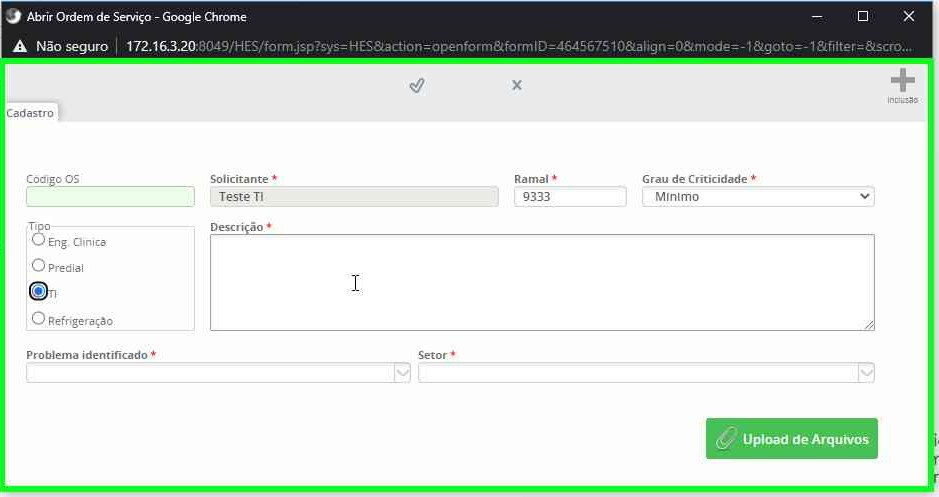 Abrir Ordem de Serviço - Google Chrome
Não seguro | 172.16.3.20:8049/HES/form.jsp?sys=HES&action=openform&formID=464567510&align=0&mode=-1&goto=-1&filter=&scro...
Inclusão
Cadastro
Código OS Solicitante * Ramal * Grau de Criticidade *
Teste TI 9333 Mínimo
Tipo Descrição *
Eng. Clinica
Predial
TI
Refrigeração
Problema identificado * Setor *
Upload de Arquivos